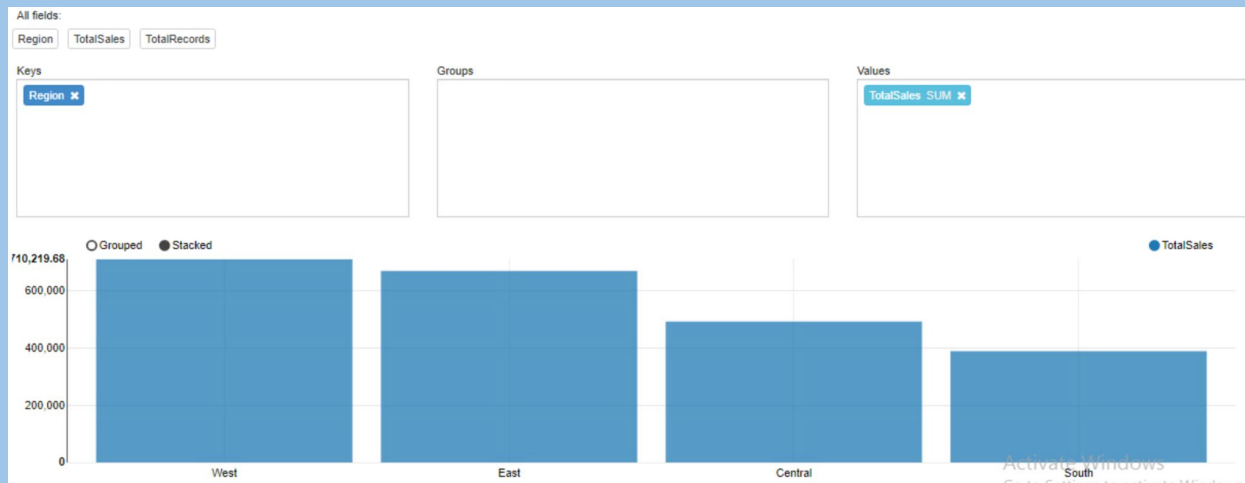 All fields:
Region TotalSales TotalRecords
Keys Groups Values
Region ✖ TotalSales SUM ✖
Grouped Stacked TotalSales
710,219.68
600,000
400,000
200,000
0
West East Central South
Activate Windows